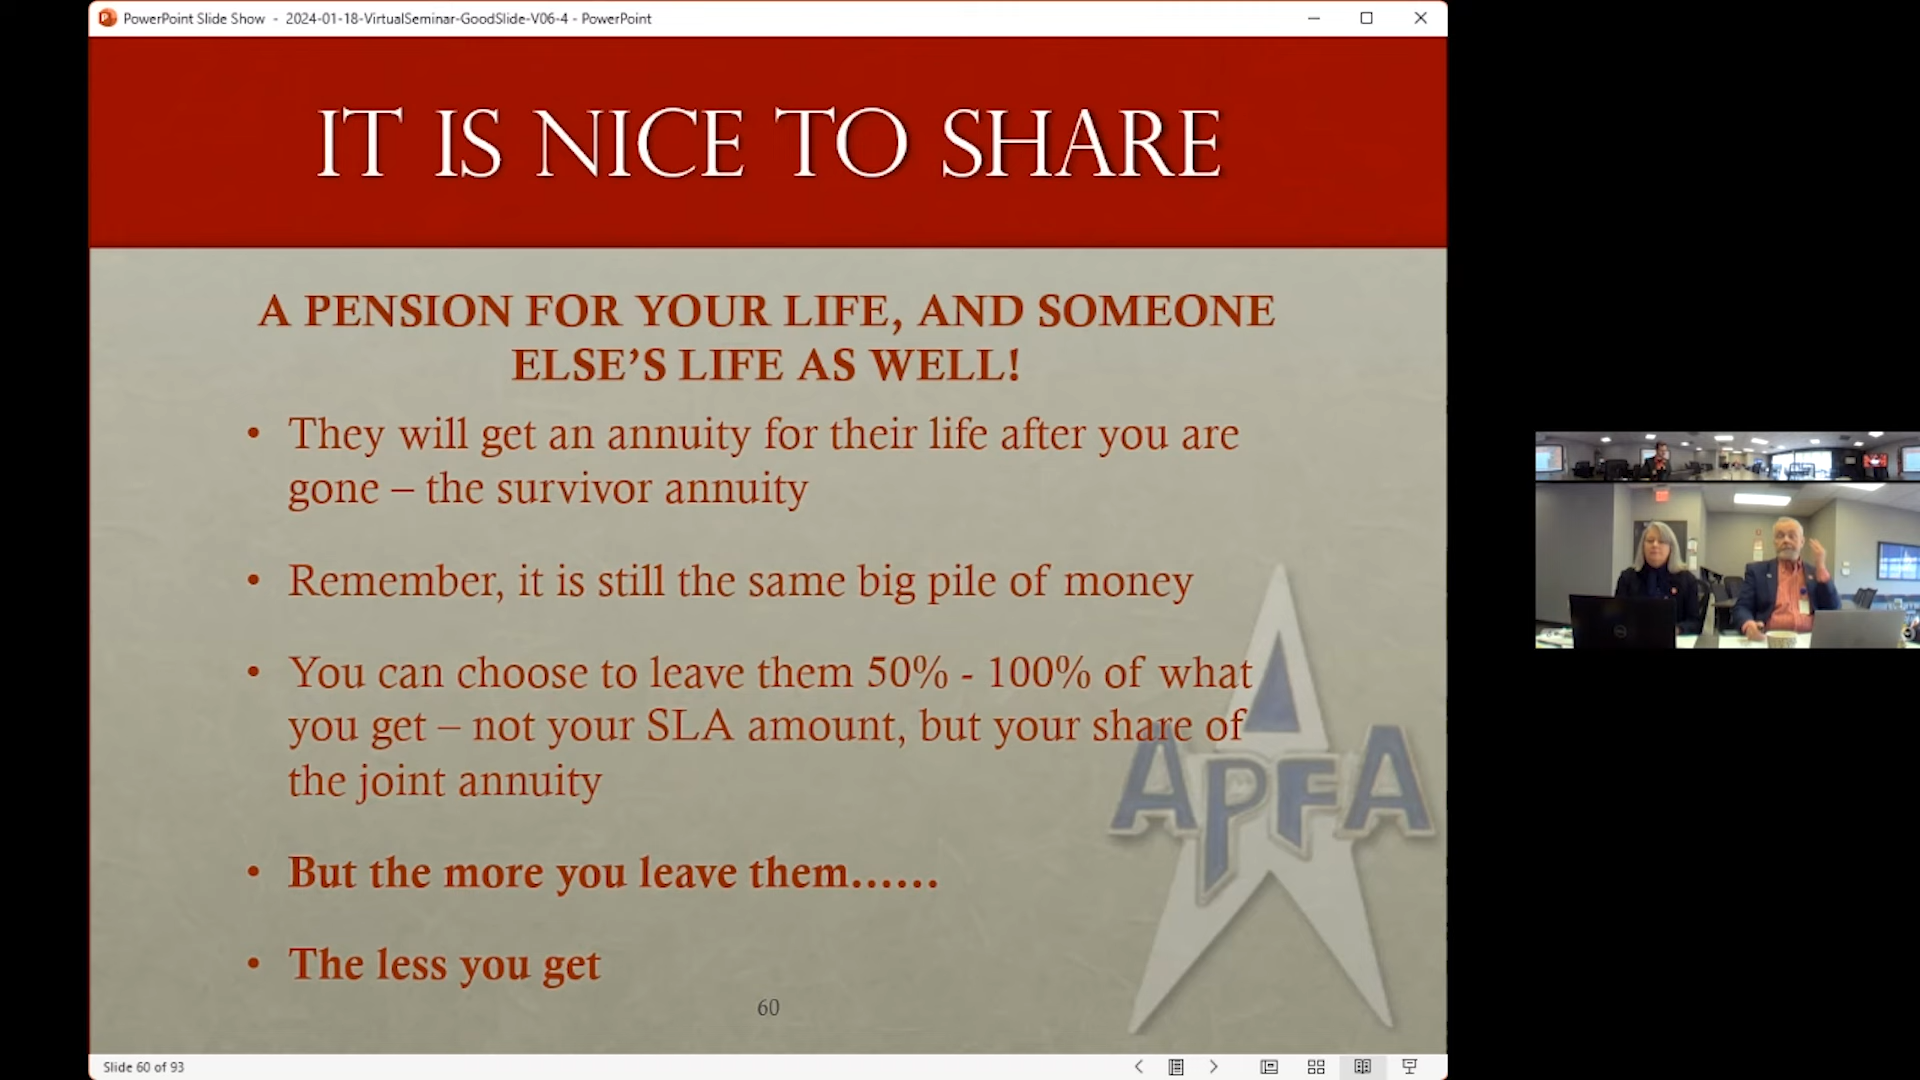 PowerPoint Slide Show - 2024-01-18-VirtualSeminar-GoodSlide-V06-4 - PowerPoint
IT IS NICE TO SHARE
A PENSION FOR YOUR LIFE, AND SOMEONE
ELSE'S LIFE AS WELL!
• They will get an annuity for their life after you are
gone – the survivor annuity
• Remember, it is still the same big pile of money
• You can choose to leave them 50% - 100% of what
you get – not your SLA amount, but your share of
the joint annuity
• But the more you leave them......
• The less you get
APFA
60
Slide 60 of 93